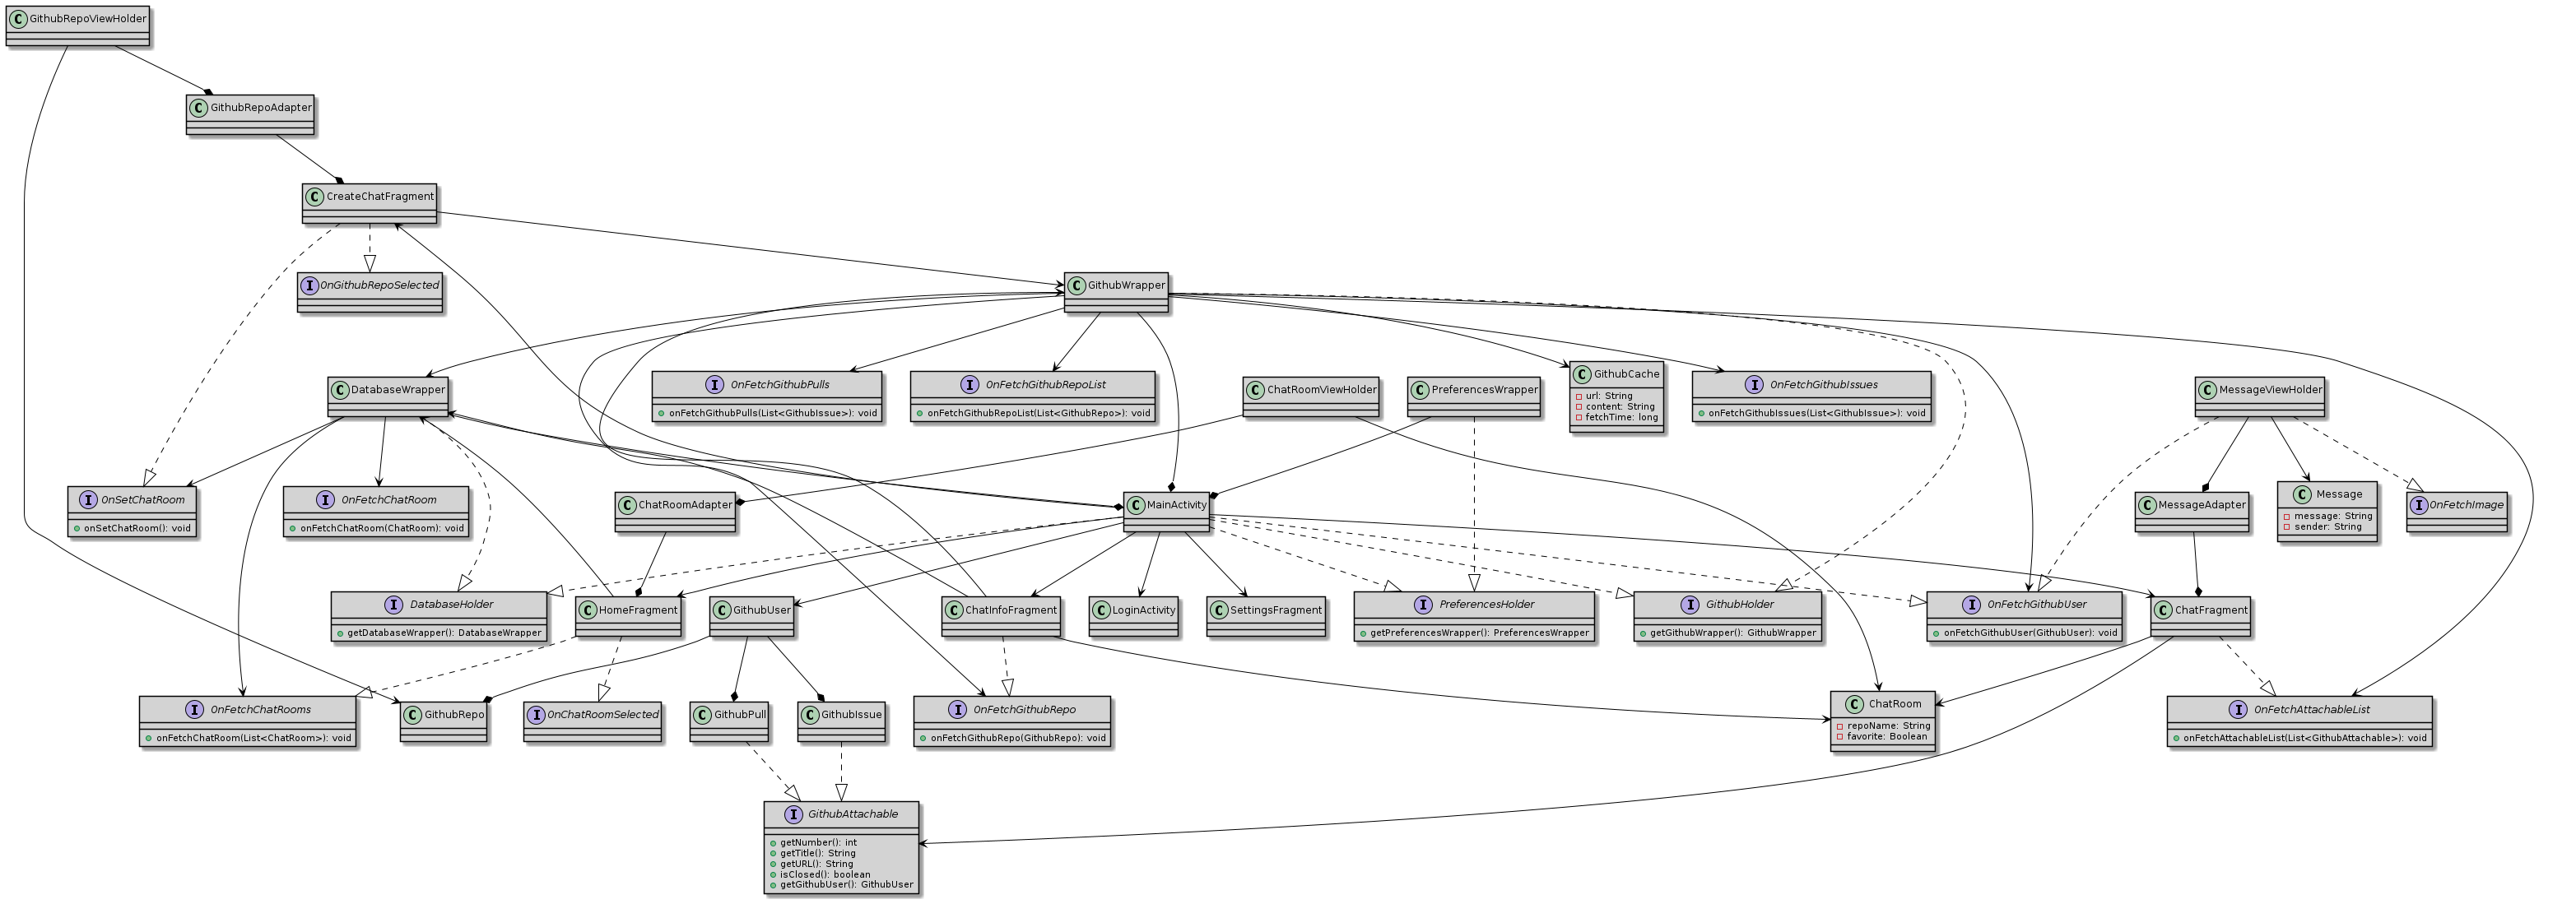 C GithubRepoViewHolder
C GithubRepoAdapter
C CreateChatFragment
I OnGithubRepoSelected
C GithubWrapper
C DatabaseWrapper
I OnFetchGithubPulls
onFetchGithubPulls(List<GithubIssue>): void
I OnFetchGithubRepoList
onFetchGithubRepoList(List<GithubRepo>): void
C ChatRoomViewHolder
C PreferencesWrapper
C GithubCache
url: String
content: String
fetchTime: long
I OnFetchGithubIssues
onFetchGithubIssues(List<GithubIssue>): void
C MessageViewHolder
I OnSetChatRoom
onSetChatRoom(): void
I OnFetchChatRoom
onFetchChatRoom(ChatRoom): void
C ChatRoomAdapter
C MainActivity
C MessageAdapter
C Message
message: String
sender: String
I OnFetchImage
I DatabaseHolder
getDatabaseWrapper(): DatabaseWrapper
C HomeFragment
C GithubUser
C ChatInfoFragment
C LoginActivity
C SettingsFragment
I PreferencesHolder
getPreferencesWrapper(): PreferencesWrapper
I GithubHolder
getGithubWrapper(): GithubWrapper
I OnFetchGithubUser
onFetchGithubUser(GithubUser): void
C ChatFragment
I OnFetchChatRooms
onFetchChatRoom(List<ChatRoom>): void
C GithubRepo
I OnChatRoomSelected
C GithubPull
C GithubIssue
I OnFetchGithubRepo
onFetchGithubRepo(GithubRepo): void
C ChatRoom
repoName: String
favorite: Boolean
I OnFetchAttachableList
onFetchAttachableList(List<GithubAttachable>): void
I GithubAttachable
getNumber(): int
getTitle(): String
getURL(): String
isClosed(): boolean
getGithubUser(): GithubUser